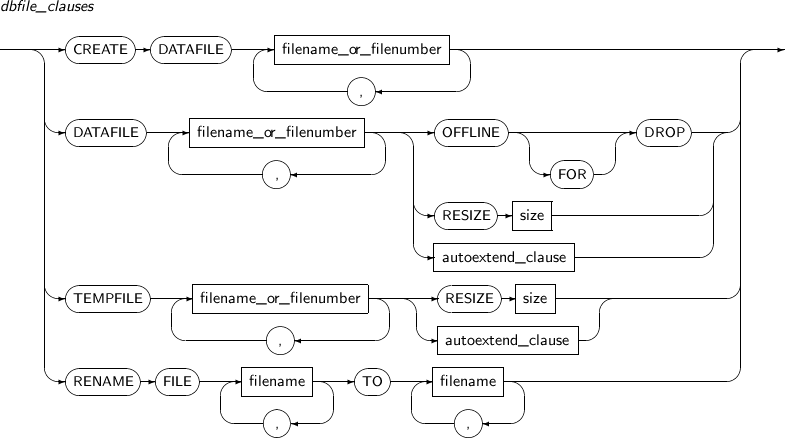 dbfile_clauses
CREATE DATAFILE filename_or_filenumber
,
DATAFILE filename_or_filenumber OFFLINE DROP
, FOR
RESIZE size
autoextend_clause
TEMPFILE filename_or_filenumber RESIZE size
, autoextend_clause
RENAME FILE filename TO filename
, ,